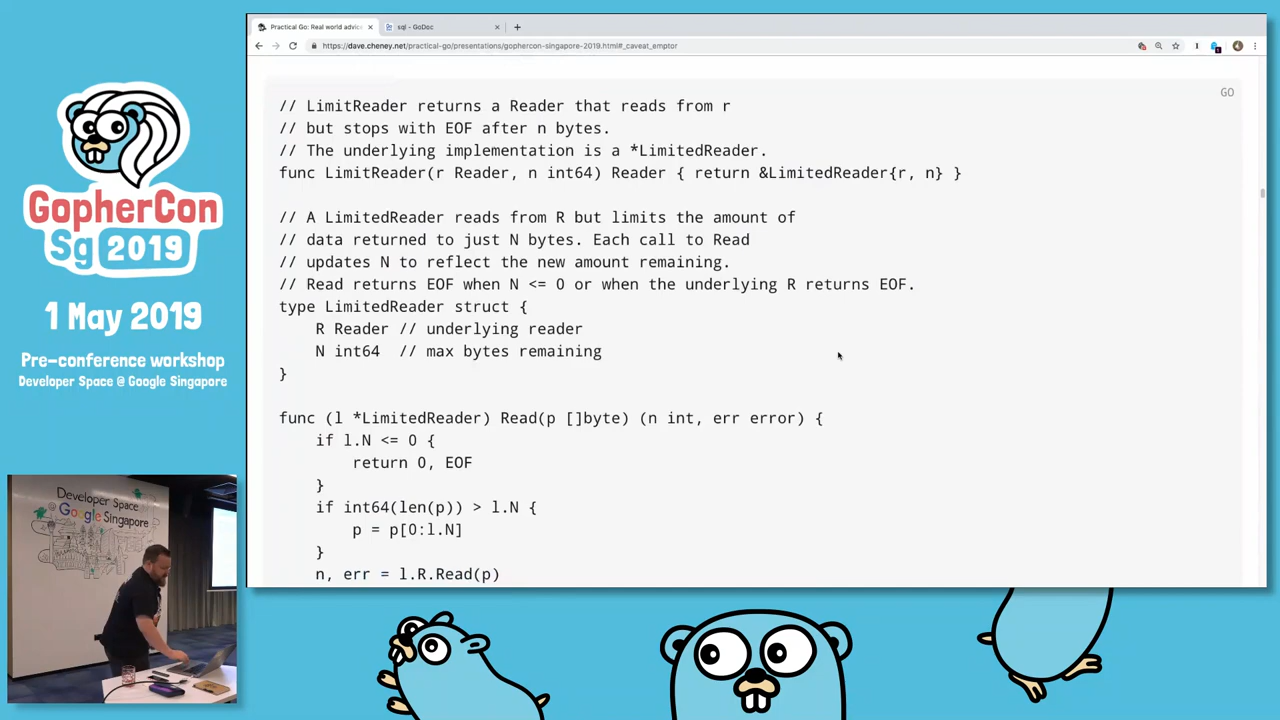 GopherCon
Sg 2019
1 May 2019
Pre-conference workshop
Developer Space @ Google Singapore
Developer Space
@ Google Singapore
Practical Go: Real world advice
sql - GoDoc
https://dave.cheney.net/practical-go/presentations/gophercon-singapore-2019.html#_caveat_emptor
GO
// LimitReader returns a Reader that reads from r
// but stops with EOF after n bytes.
// The underlying implementation is a *LimitedReader.
func LimitReader(r Reader, n int64) Reader { return &LimitedReader{r, n} }
// A LimitedReader reads from R but limits the amount of
// data returned to just N bytes. Each call to Read
// updates N to reflect the new amount remaining.
// Read returns EOF when N <= 0 or when the underlying R returns EOF.
type LimitedReader struct {
    R Reader // underlying reader
    N int64  // max bytes remaining
}
func (l *LimitedReader) Read(p []byte) (n int, err error) {
    if l.N <= 0 {
        return 0, EOF
    }
    if int64(len(p)) > l.N {
        p = p[0:l.N]
    }
    n, err = l.R.Read(p)